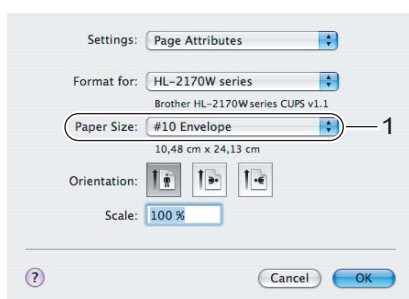 Settings: Page Attributes
Format for: HL-2170W series
Brother HL-2170W series CUPS v1.1
Paper Size: #10 Envelope 1
10,48 cm x 24,13 cm
Orientation:
Scale: 100 %
? Cancel OK